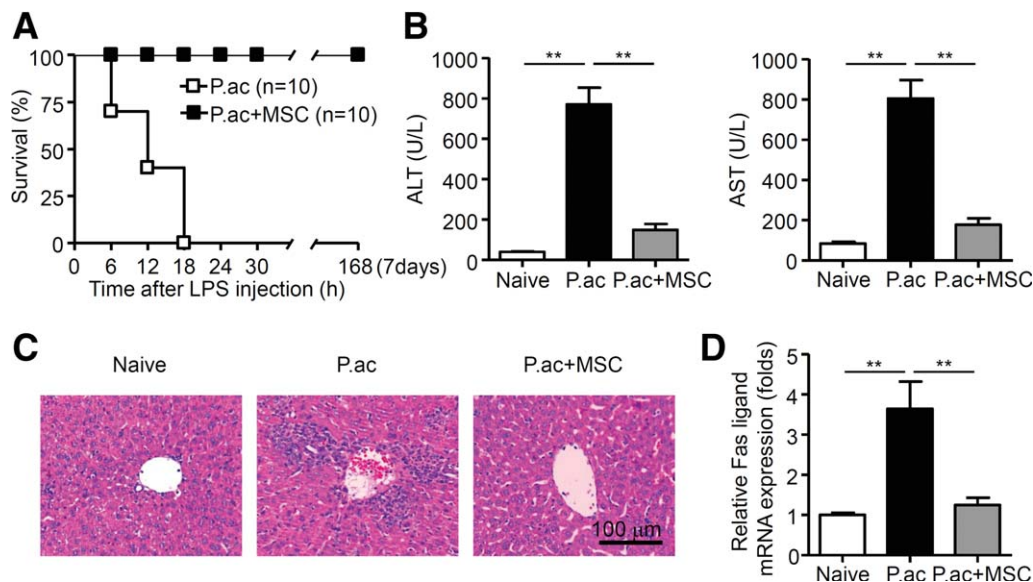 A
Survival (%)
100
75
50
25
0
P.ac (n=10)
P.ac+MSC (n=10)
0 6 12 18 24 30 168 (7days)
Time after LPS injection (h)
B
ALT (U/L)
1000
800
600
400
200
0
** **
Naive P.ac P.ac+MSC
AST (U/L)
1000
800
600
400
200
0
** **
Naive P.ac P.ac+MSC
C
Naive P.ac P.ac+MSC
100 μm
D
Relative Fas ligand
mRNA expression (folds)
5
4
3
2
1
0
** **
Naive P.ac P.ac+MSC